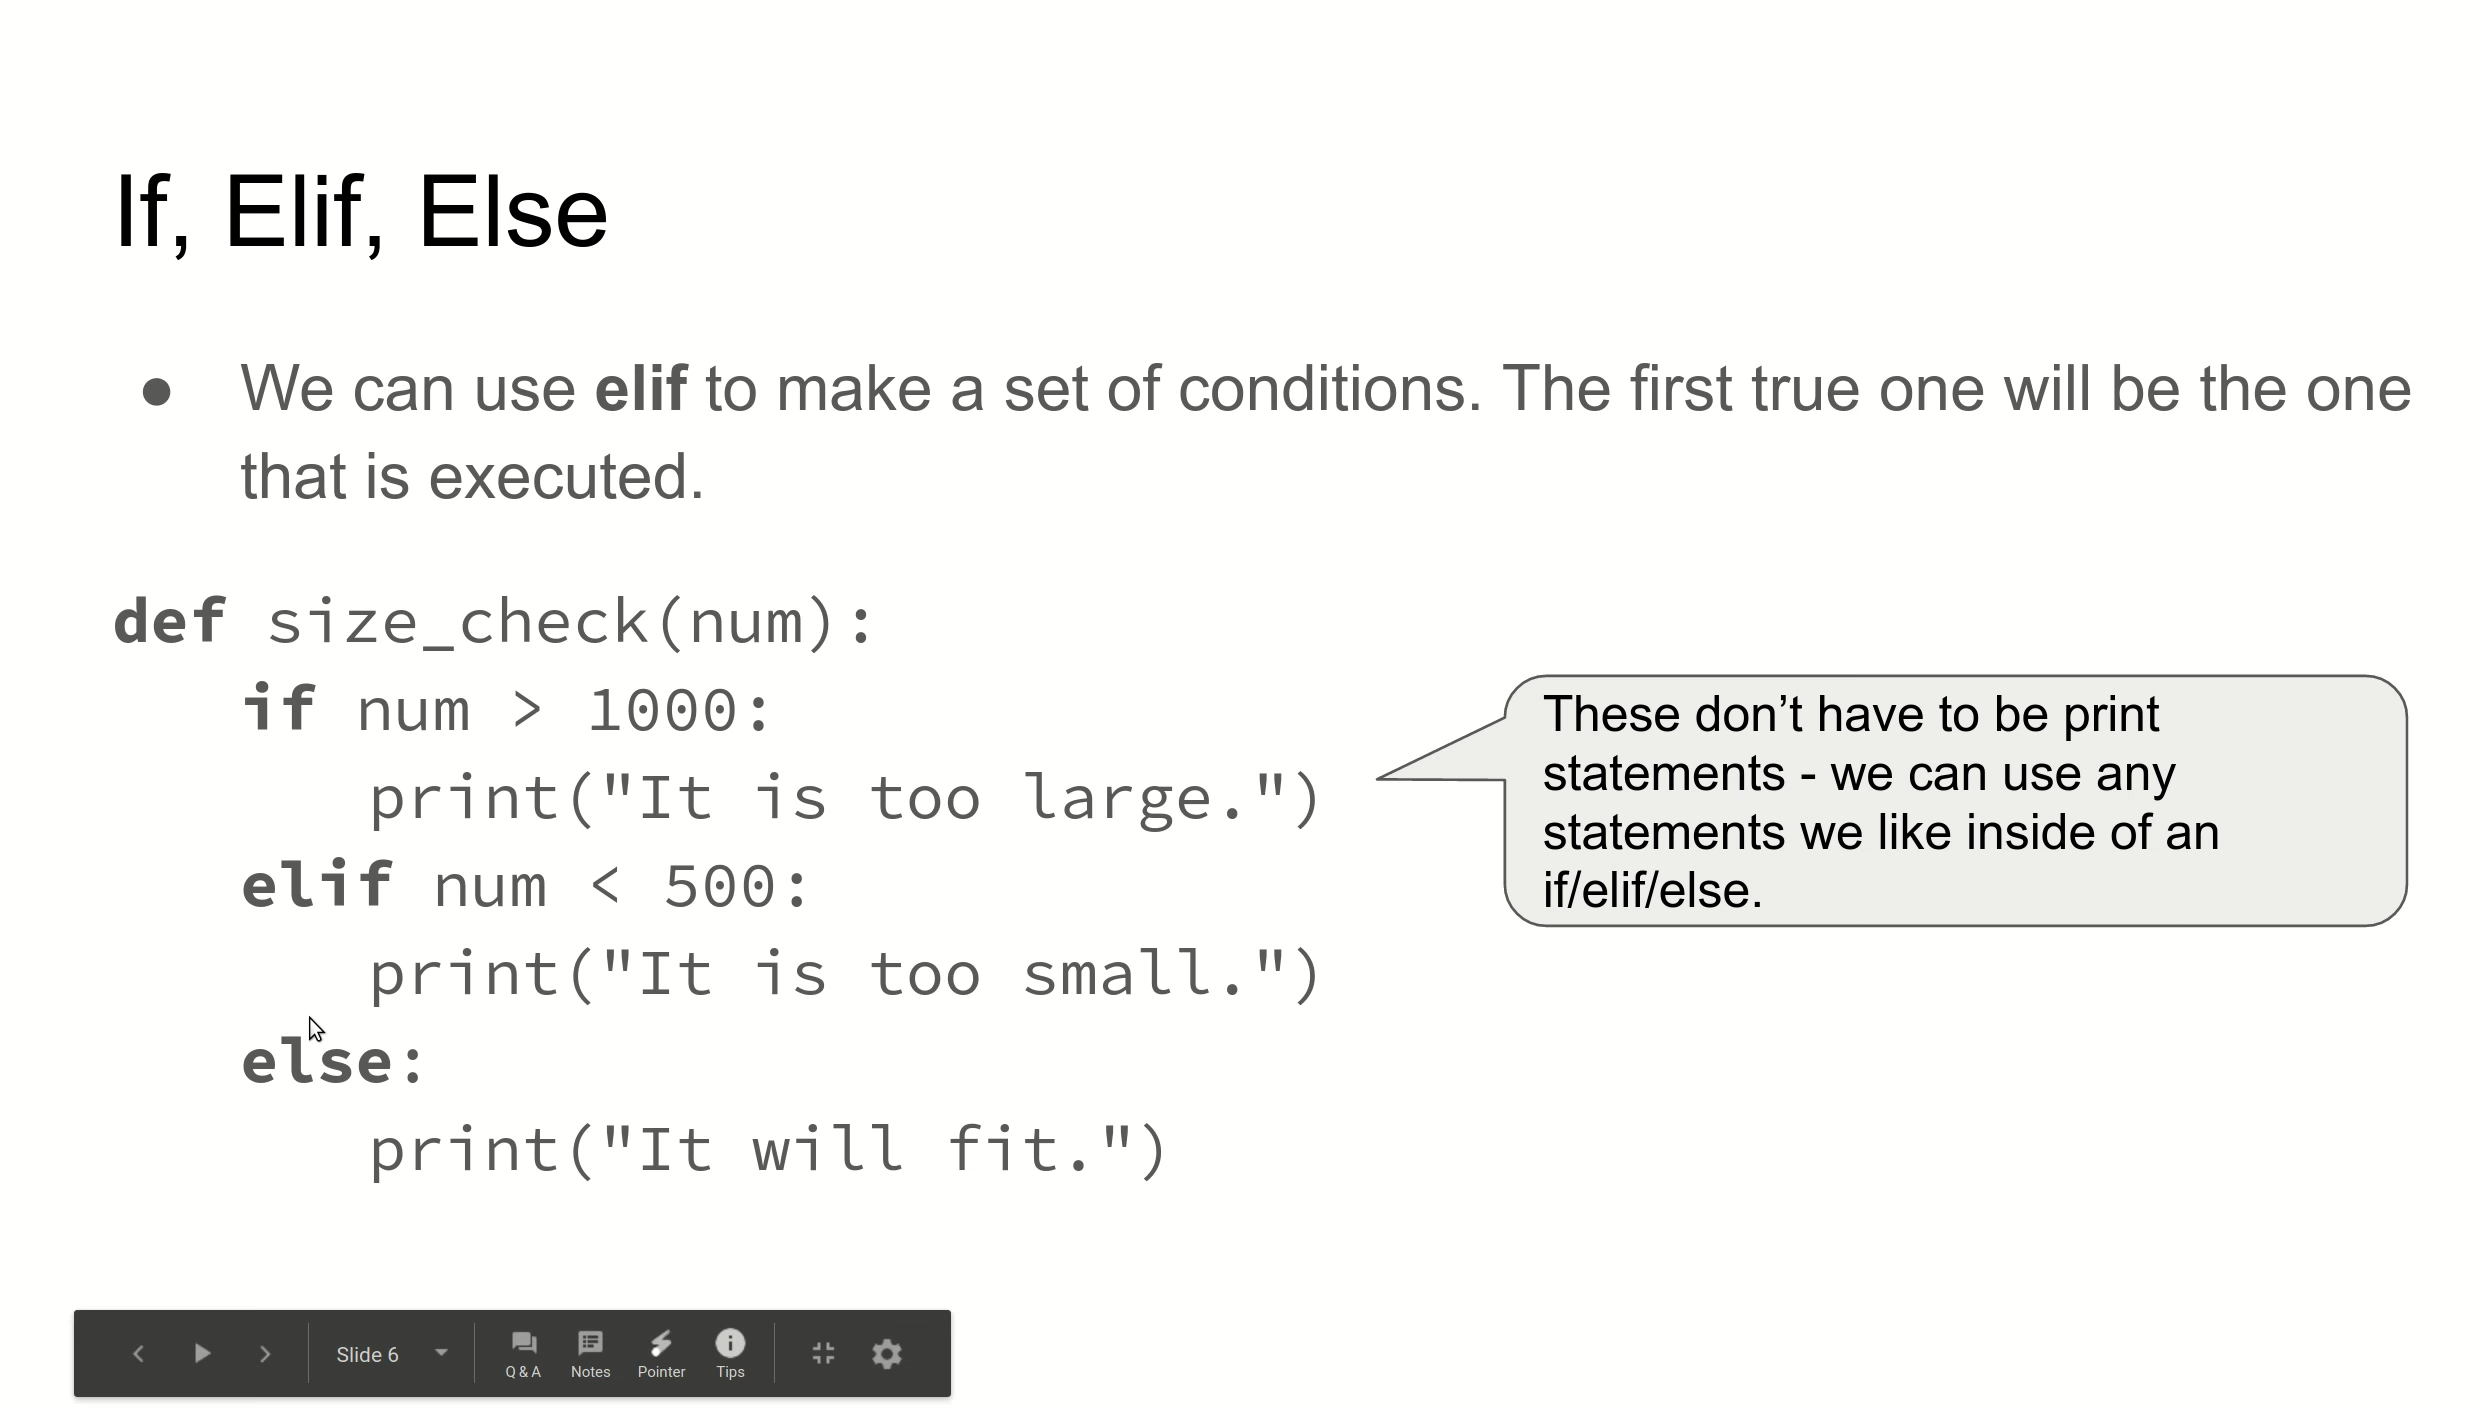 If, Elif, Else
● We can use elif to make a set of conditions. The first true one will be the one
that is executed.
def size_check(num):
    if num > 1000:
        print("It is too large.")
    elif num < 500:
        print("It is too small.")
    else:
        print("It will fit.")
These don’t have to be print
statements - we can use any
statements we like inside of an
if/elif/else.
Slide 6
Q & A
Notes
Pointer
Tips